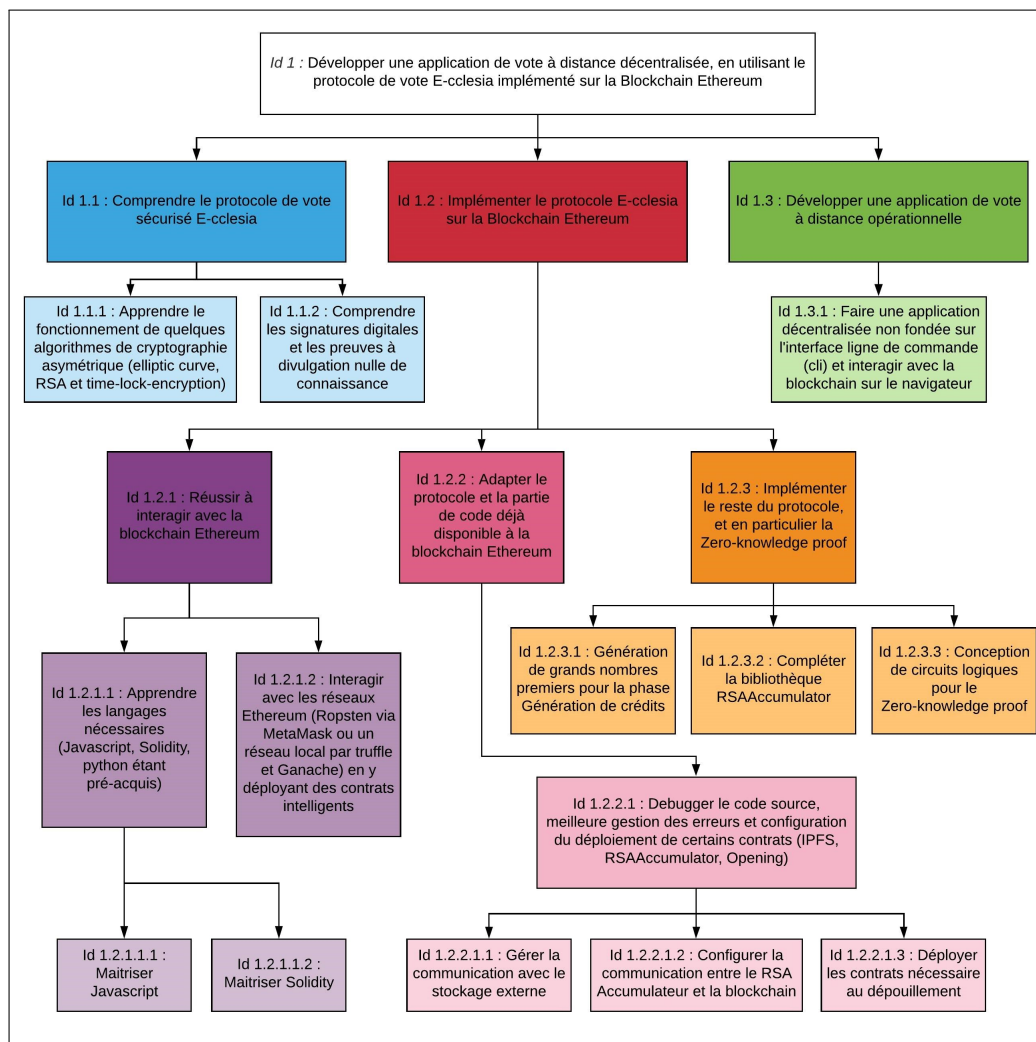 Id 1 : Développer une application de vote à distance décentralisée, en utilisant le
protocole de vote E-cclesia implémenté sur la Blockchain Ethereum
Id 1.1 : Comprendre le protocole de vote
sécurisé E-cclesia
Id 1.2 : Implémenter le protocole E-cclesia
sur la Blockchain Ethereum
Id 1.3 : Développer une application de vote
à distance opérationnelle
Id 1.1.1 : Apprendre le
fonctionnement de quelques
algorithmes de cryptographie
asymétrique (elliptic curve,
RSA et time-lock-encryption)
Id 1.1.2 : Comprendre
les signatures digitales
et les preuves à
divulgation nulle de
connaissance
Id 1.3.1 : Faire une application
décentralisée non fondée sur
l'interface ligne de commande
(cli) et interagir avec la
blockchain sur le navigateur
Id 1.2.1 : Réussir à
interagir avec la
blockchain Ethereum
Id 1.2.2 : Adapter le
protocole et la partie
de code déjà
disponible à la
blockchain Ethereum
Id 1.2.3 : Implémenter
le reste du protocole,
et en particulier la
Zero-knowledge proof
Id 1.2.3.1 : Génération
de grands nombres
premiers pour la phase
Génération de crédits
Id 1.2.3.2 : Compléter
la bibliothèque
RSAAccumulator
Id 1.2.3.3 : Conception
de circuits logiques
pour le
Zero-knowledge proof
Id 1.2.1.1 : Apprendre
les langages
nécessaires
(Javascript, Solidity,
python étant
pré-acquis)
Id 1.2.1.2 : Interagir
avec les réseaux
Ethereum (Ropsten via
MetaMask ou un
réseau local par truffle
et Ganache) en y
déployant des contrats
intelligents
Id 1.2.2.1 : Debugger le code source,
meilleure gestion des erreurs et configuration
du déploiement de certains contrats (IPFS,
RSAAccumulator, Opening)
Id 1.2.1.1.1 :
Maitriser
Javascript
Id 1.2.1.1.2 :
Maitriser Solidity
Id 1.2.2.1.1 : Gérer la
communication avec le
stockage externe
Id 1.2.2.1.2 : Configurer la
communication entre le RSA
Accumulateur et la blockchain
Id 1.2.2.1.3 : Déployer
les contrats nécessaire
au dépouillement